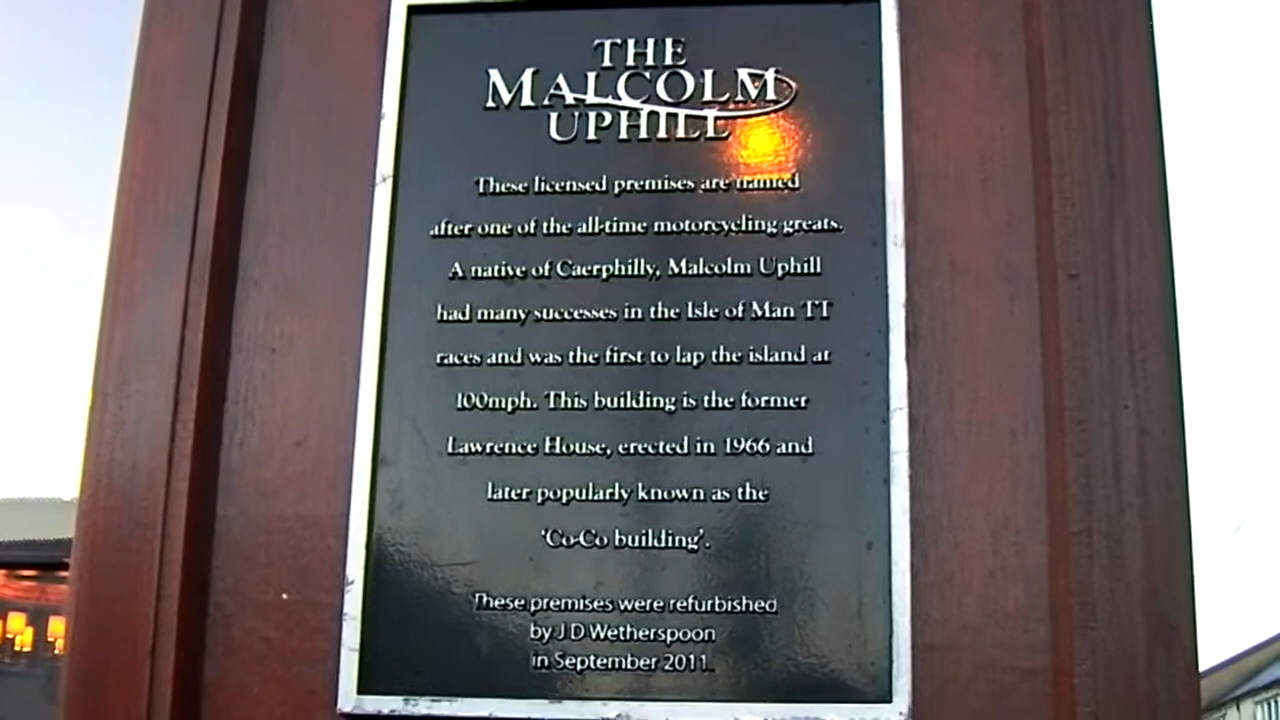 THE
MALCOLM
UPHILL
These licensed premises are named
after one of the all-time motorcycling greats.
A native of Caerphilly, Malcolm Uphill
had many successes in the Isle of Man TT
races and was the first to lap the island at
100mph. This building is the former
Lawrence House, erected in 1966 and
later popularly known as the
'Co-Co building'.
These premises were refurbished
by J D Wetherspoon
in September 2011.